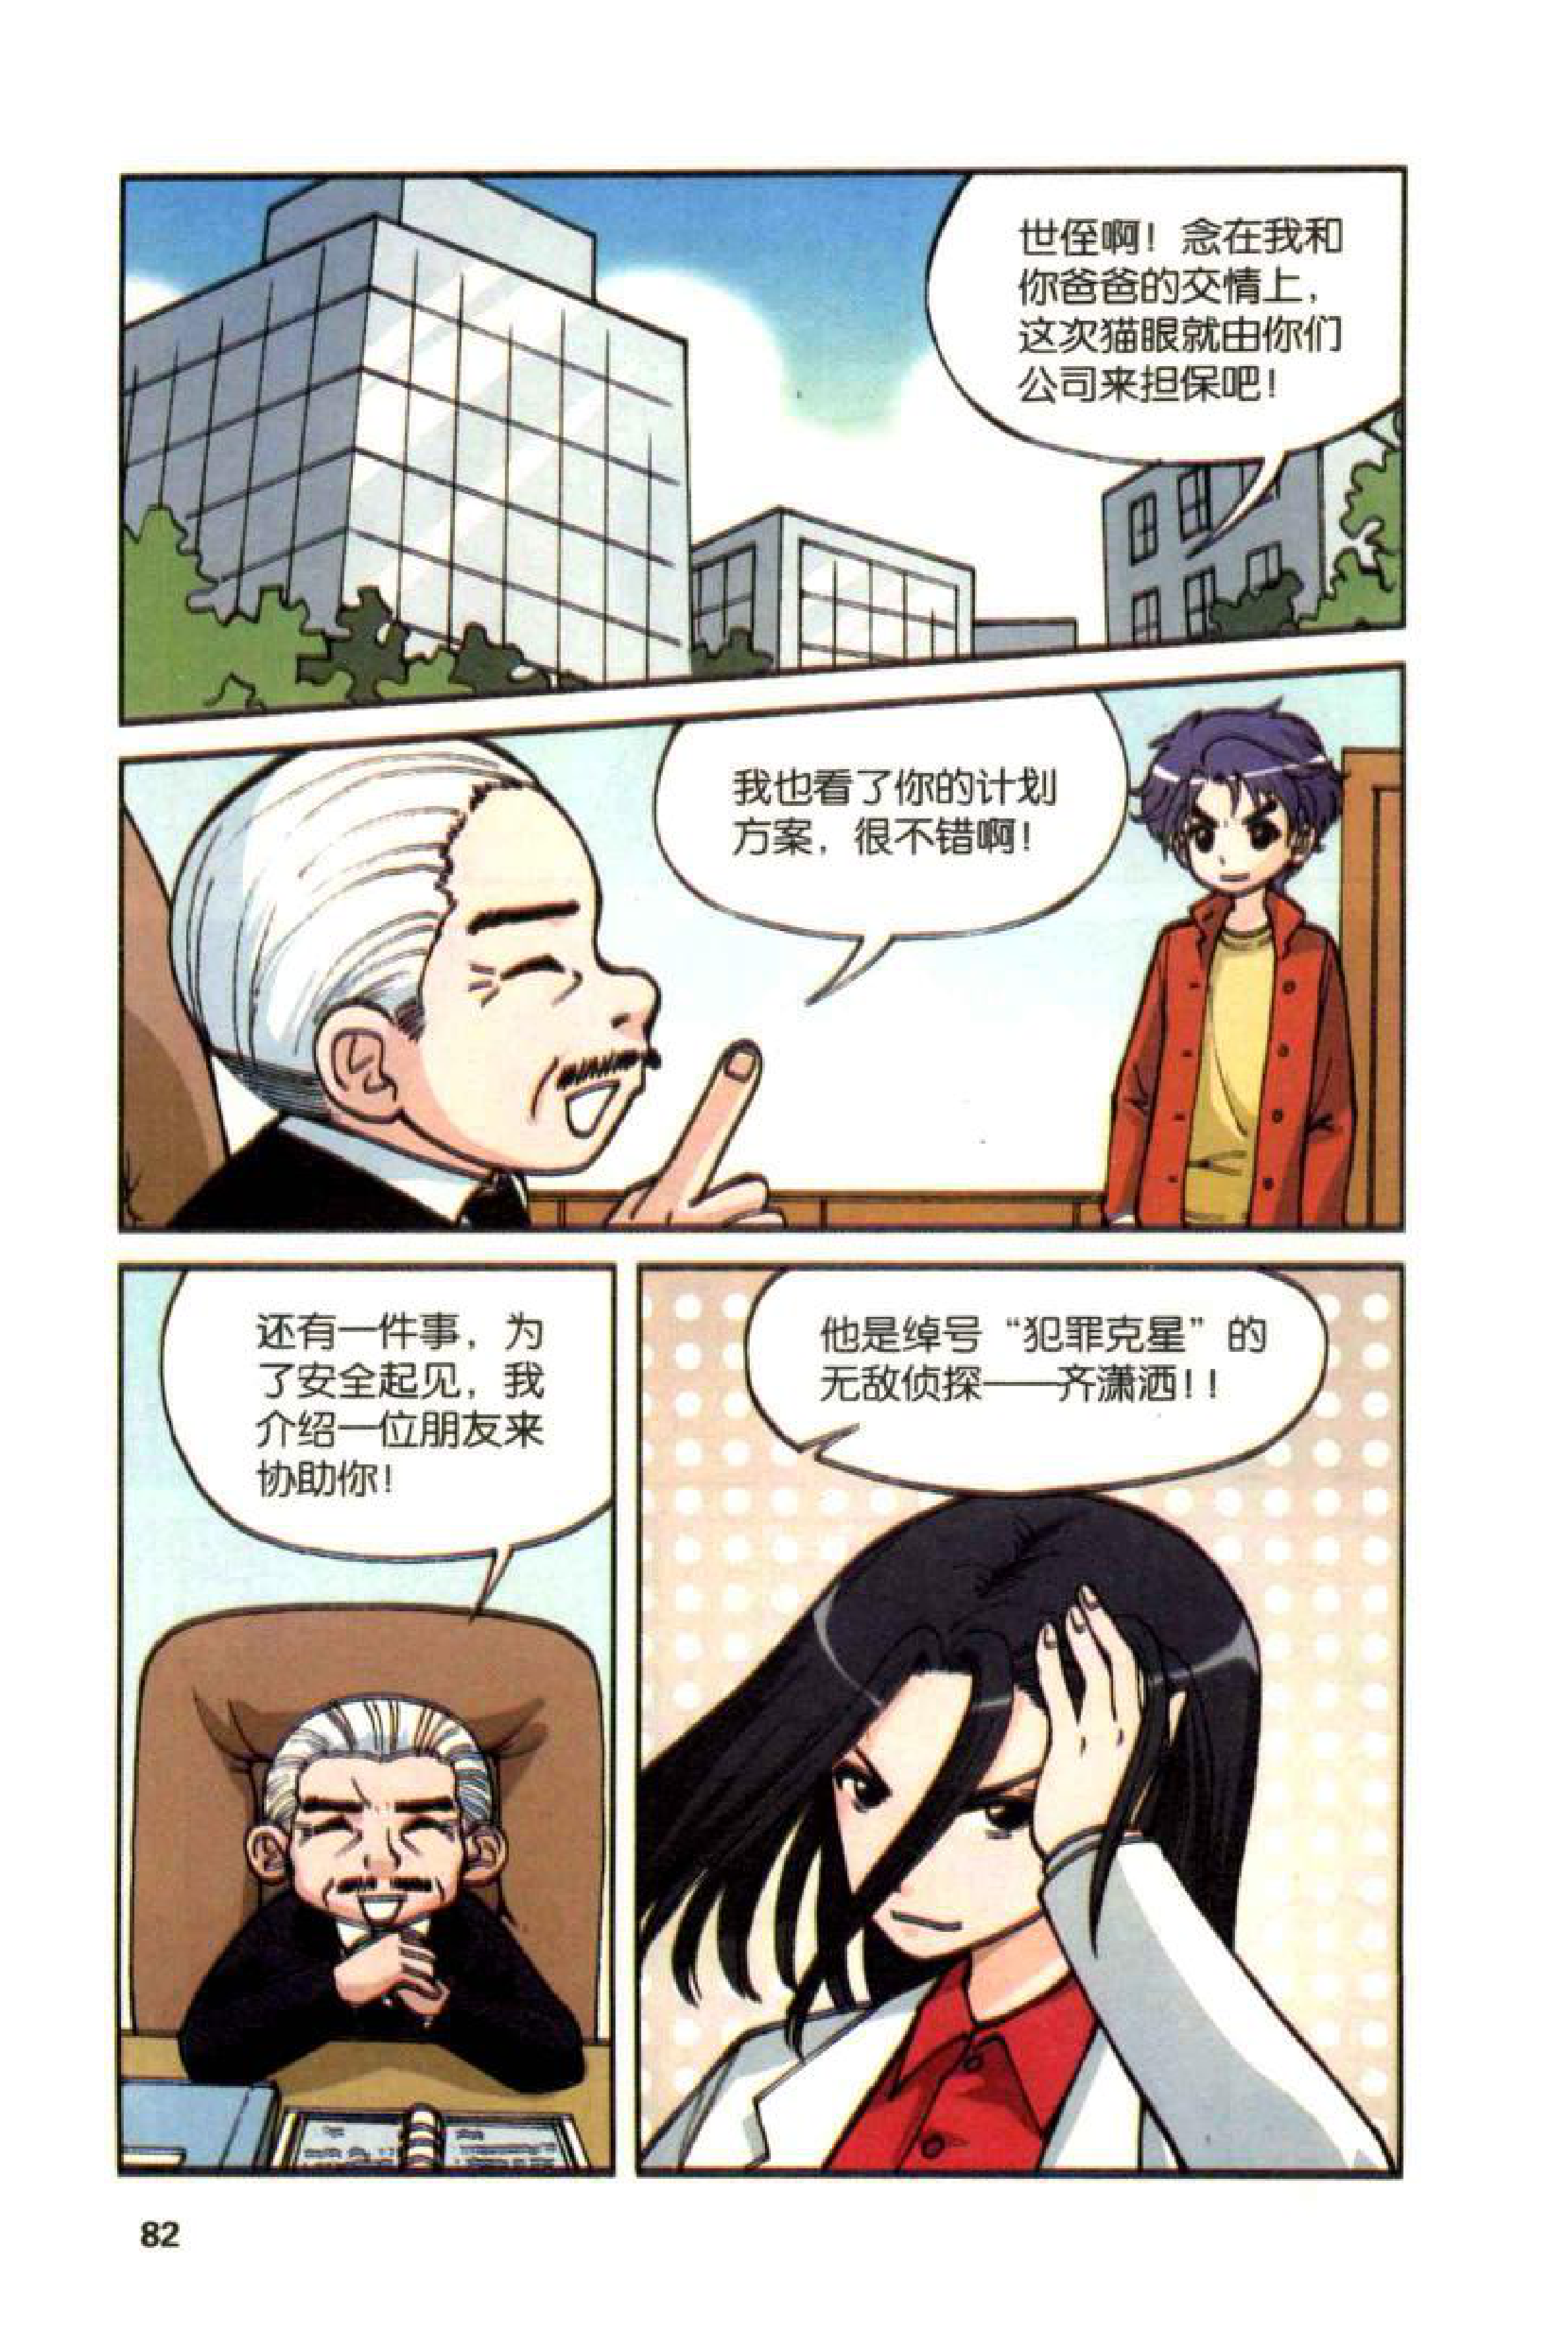 世侄啊！念在我和
你爸爸的交情上，
这次猫眼就由你们
公司来担保吧！
我也看了你的计划
方案，很不错啊！
还有一件事，为
了安全起见，我
介绍一位朋友来
协助你！
他是绰号“犯罪克星”的
无敌侦探——齐潇洒！！
82